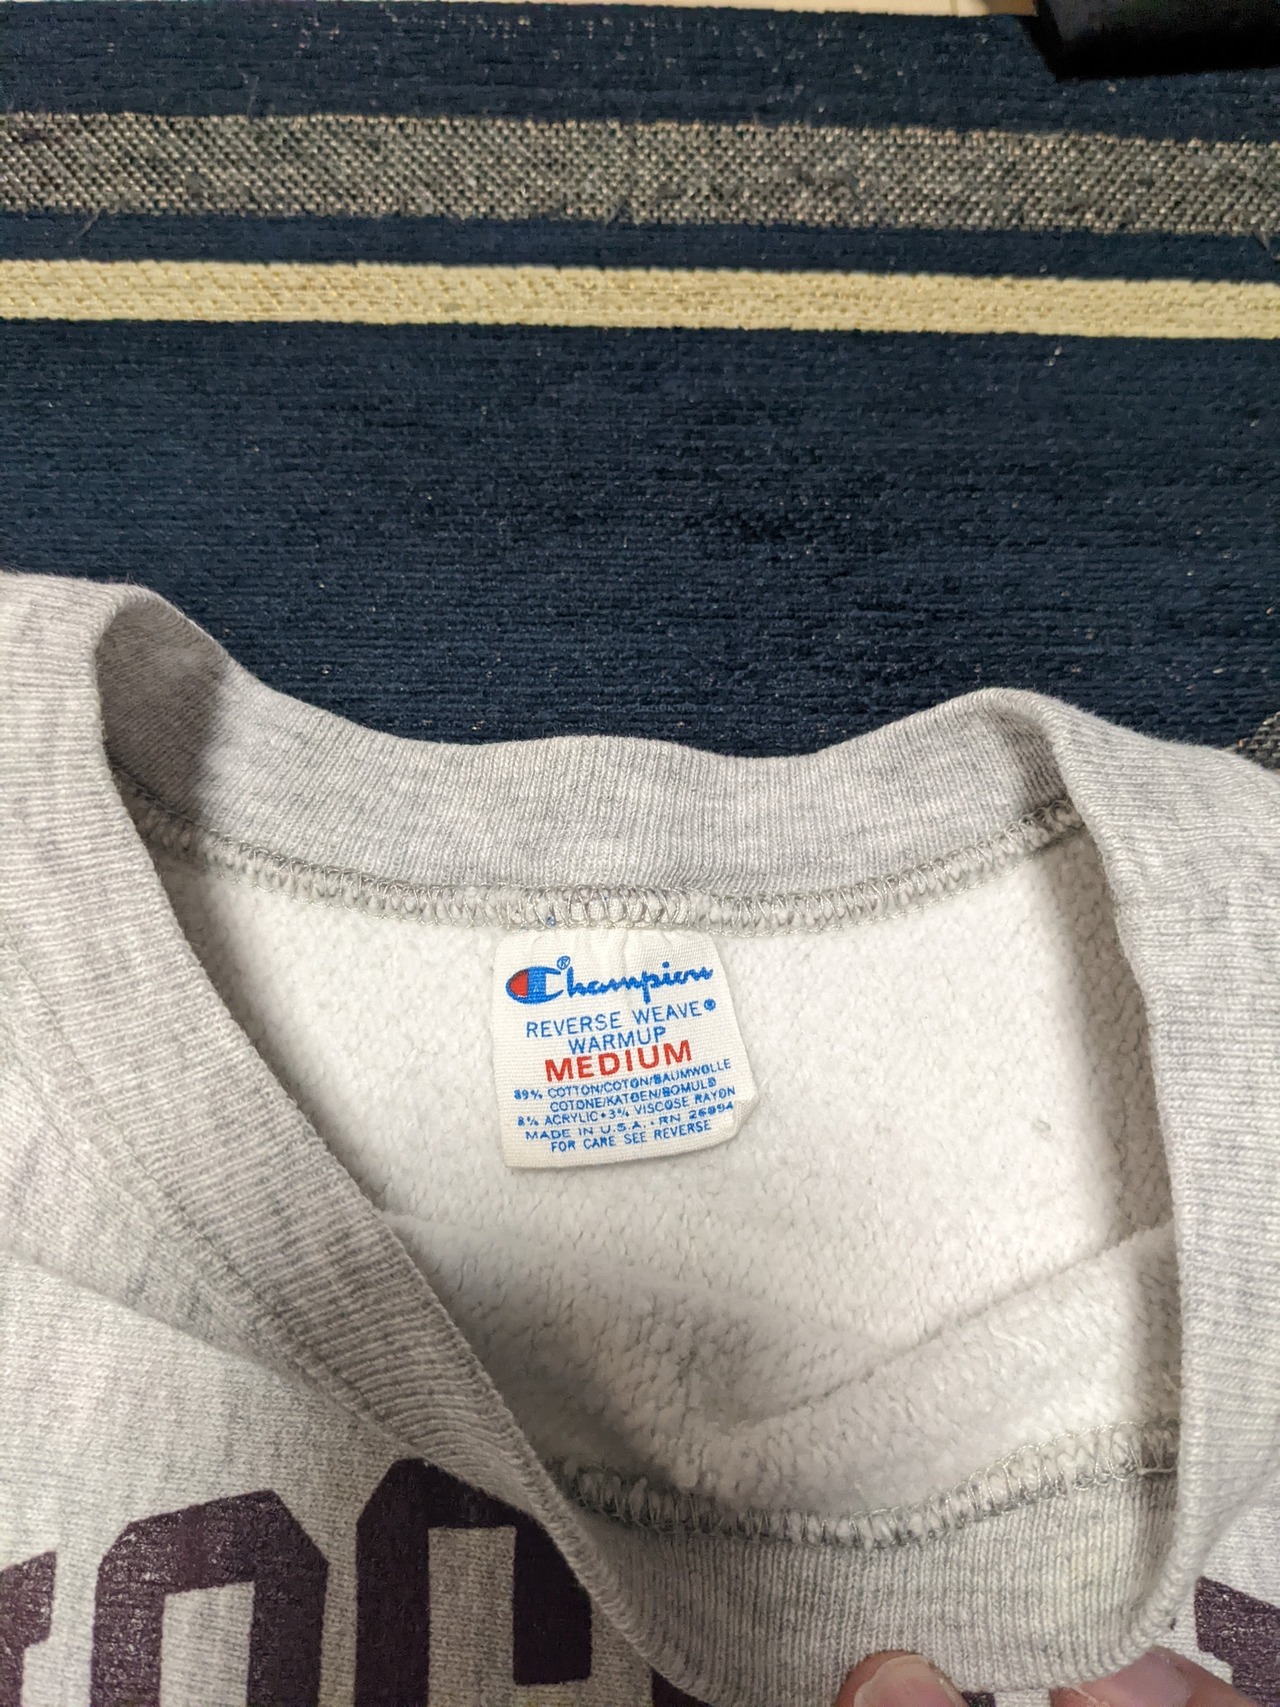 Champion®
REVERSE WEAVE®
WARMUP
MEDIUM
89% COTTON/COTON/BAUMWOLLE
COTONE/KATOEN/BOMULD
8% ACRYLIC•3% VISCOSE RAYON
MADE IN U.S.A.•RN 26094
FOR CARE SEE REVERSE